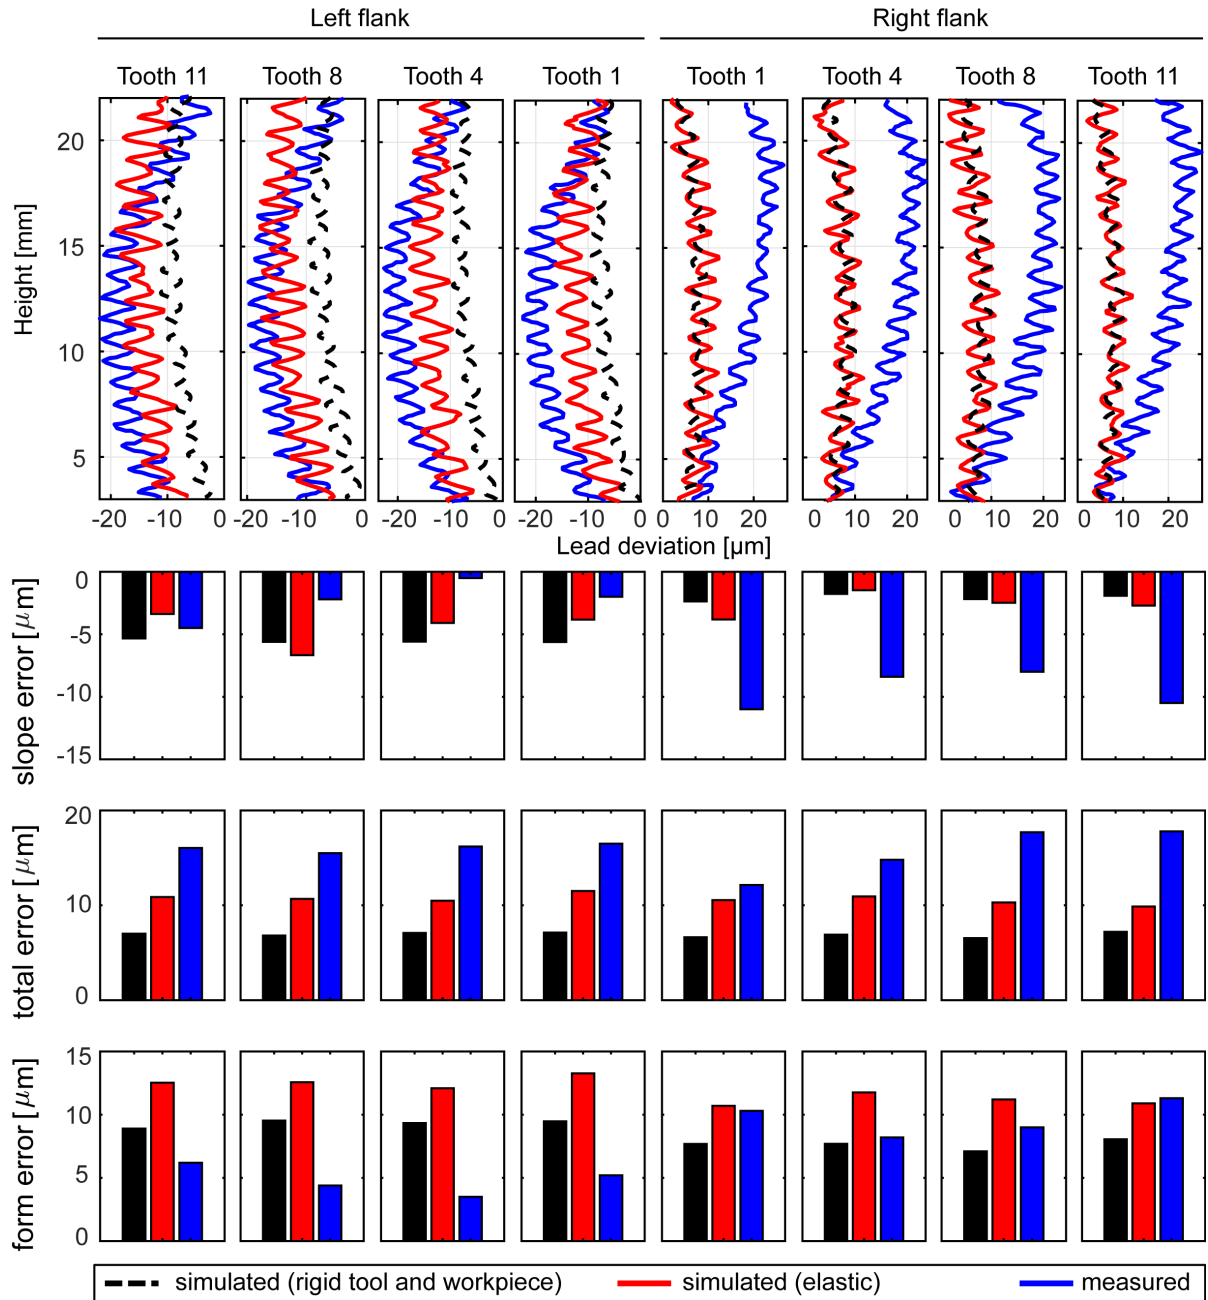 Left flank Right flank
Tooth 11 Tooth 8 Tooth 4 Tooth 1 Tooth 1 Tooth 4 Tooth 8 Tooth 11
Height [mm]
20
15
10
5
-20 -10 0 -20 -10 0 -20 -10 0 -20 -10 0 0 10 20 0 10 20 0 10 20 0 10 20
Lead deviation [µm]
slope error [μm]
0
-5
-10
-15
total error [μm]
20
10
0
form error [μm]
15
10
5
0
simulated (rigid tool and workpiece) simulated (elastic) measured